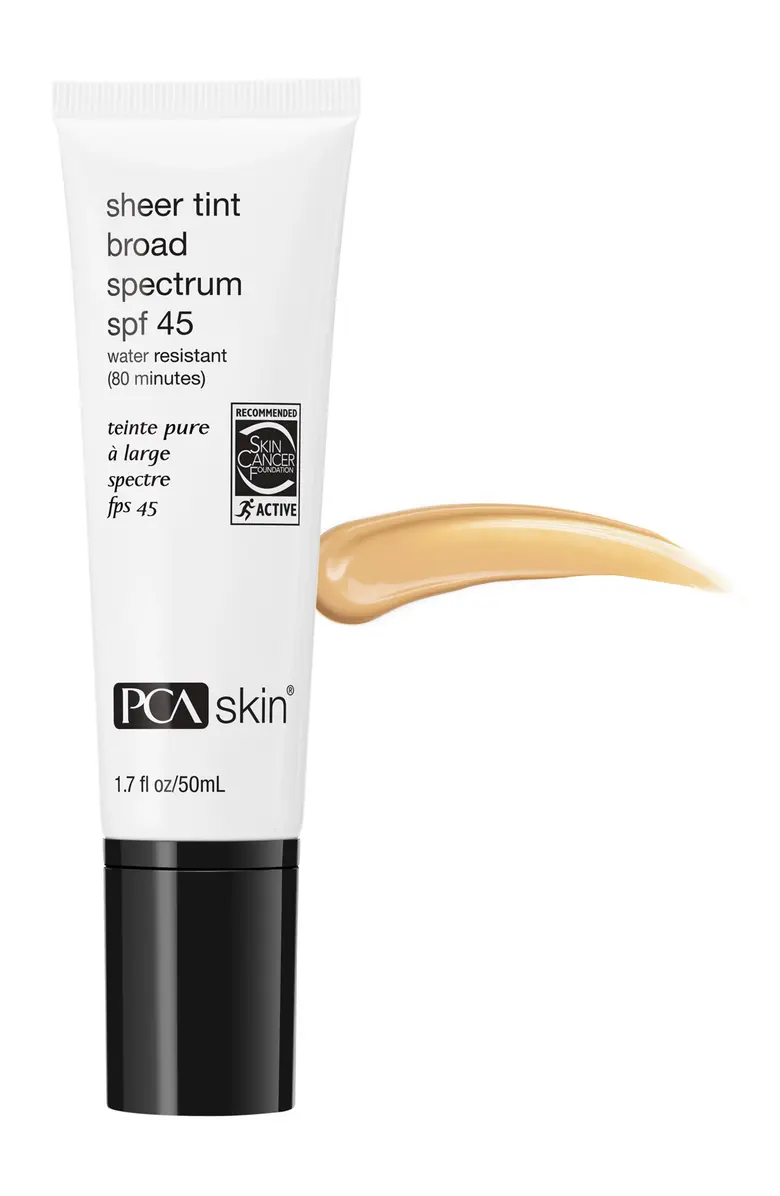 sheer tint
broad
spectrum
spf 45
water resistant
(80 minutes)
teinte pure
à large
spectre
fps 45
RECOMMENDED
SKIN
CANCER
FOUNDATION
ACTIVE
PCA skin®
1.7 fl oz/50mL